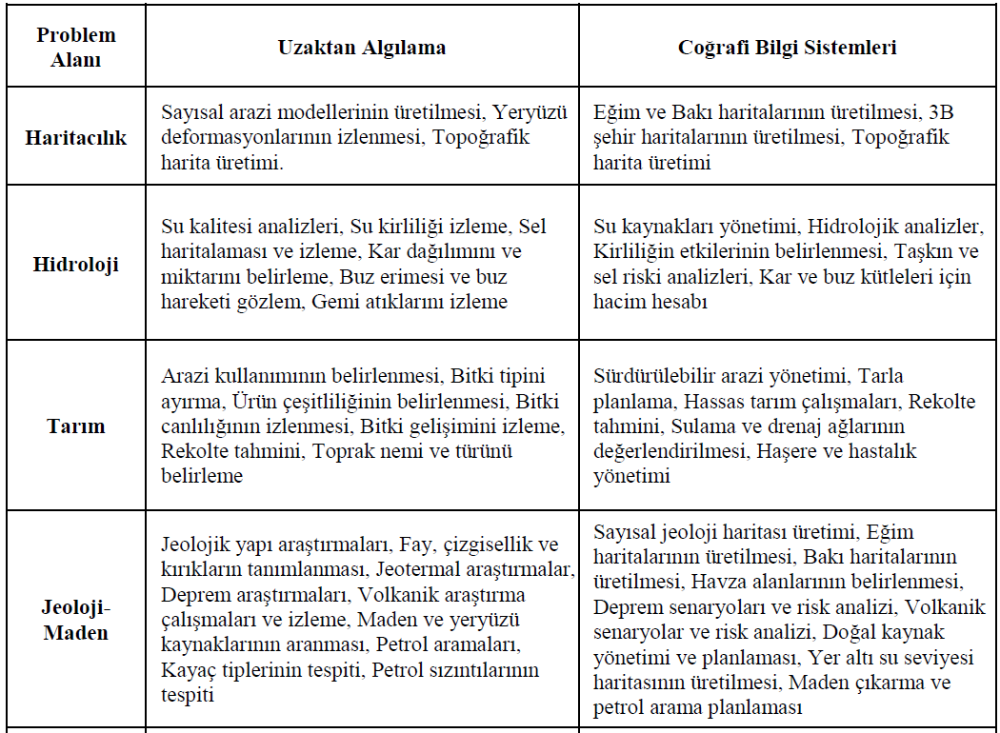 Problem
Alanı
Uzaktan Algılama
Coğrafi Bilgi Sistemleri
Haritacılık
Sayısal arazi modellerinin üretilmesi, Yeryüzü
deformasyonlarının izlenmesi, Topoğrafik
harita üretimi.
Eğim ve Bakı haritalarının üretilmesi, 3B
şehir haritalarının üretilmesi, Topoğrafik
harita üretimi
Hidroloji
Su kalitesi analizleri, Su kirliliği izleme, Sel
haritalaması ve izleme, Kar dağılımını ve
miktarını belirleme, Buz erimesi ve buz
hareketi gözlem, Gemi atıklarını izleme
Su kaynakları yönetimi, Hidrolojik analizler,
Kirliliğin etkilerinin belirlenmesi, Taşkın ve
sel riski analizleri, Kar ve buz kütleleri için
hacim hesabı
Tarım
Arazi kullanımının belirlenmesi, Bitki tipini
ayırma, Ürün çeşitliliğinin belirlenmesi, Bitki
canlılığının izlenmesi, Bitki gelişimini izleme,
Rekolte tahmini, Toprak nemi ve türünü
belirleme
Sürdürülebilir arazi yönetimi, Tarla
planlama, Hassas tarım çalışmaları, Rekolte
tahmini, Sulama ve drenaj ağlarının
değerlendirilmesi, Haşere ve hastalık
yönetimi
Jeoloji-
Maden
Jeolojik yapı araştırmaları, Fay, çizgisellik ve
kırıkların tanımlanması, Jeotermal araştırmalar,
Deprem araştırmaları, Volkanik araştırma
çalışmaları ve izleme, Maden ve yeryüzü
kaynaklarının aranması, Petrol aramaları,
Kayaç tiplerinin tespiti, Petrol sızıntılarının
tespiti
Sayısal jeoloji haritası üretimi, Eğim
haritalarının üretilmesi, Bakı haritalarının
üretilmesi, Havza alanlarının belirlenmesi,
Deprem senaryoları ve risk analizi, Volkanik
senaryolar ve risk analizi, Doğal kaynak
yönetimi ve planlaması, Yer altı su seviyesi
haritasının üretilmesi, Maden çıkarma ve
petrol arama planlaması